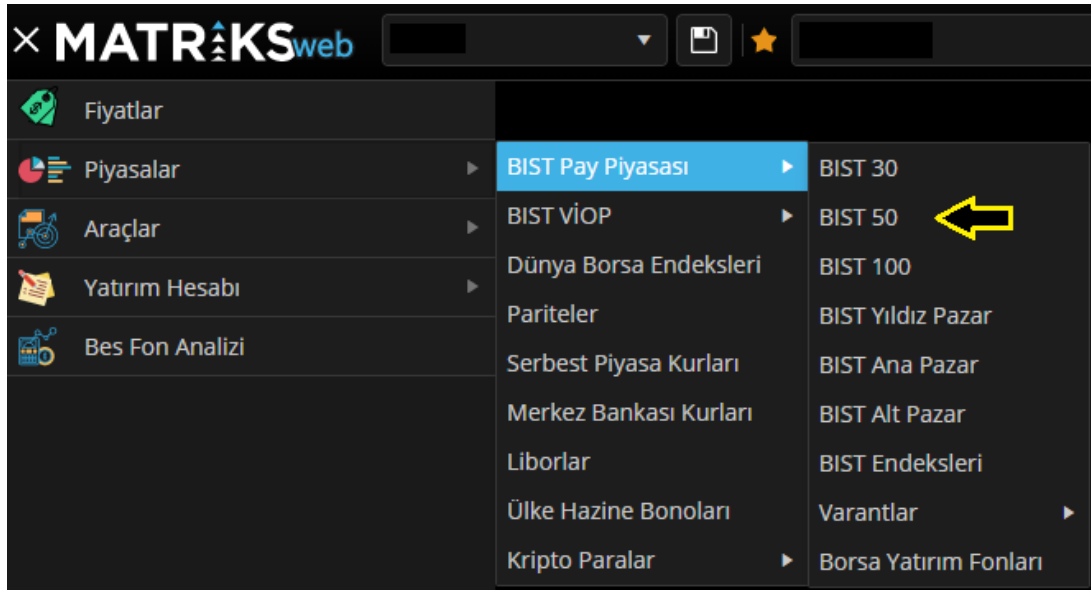 MATRİKSweb
Fiyatlar
Piyasalar
Araçlar
Yatırım Hesabı
Bes Fon Analizi
BIST Pay Piyasası
BIST VİOP
Dünya Borsa Endeksleri
Pariteler
Serbest Piyasa Kurları
Merkez Bankası Kurları
Liborlar
Ülke Hazine Bonoları
Kripto Paralar
BIST 30
BIST 50
BIST 100
BIST Yıldız Pazar
BIST Ana Pazar
BIST Alt Pazar
BIST Endeksleri
Varantlar
Borsa Yatırım Fonları